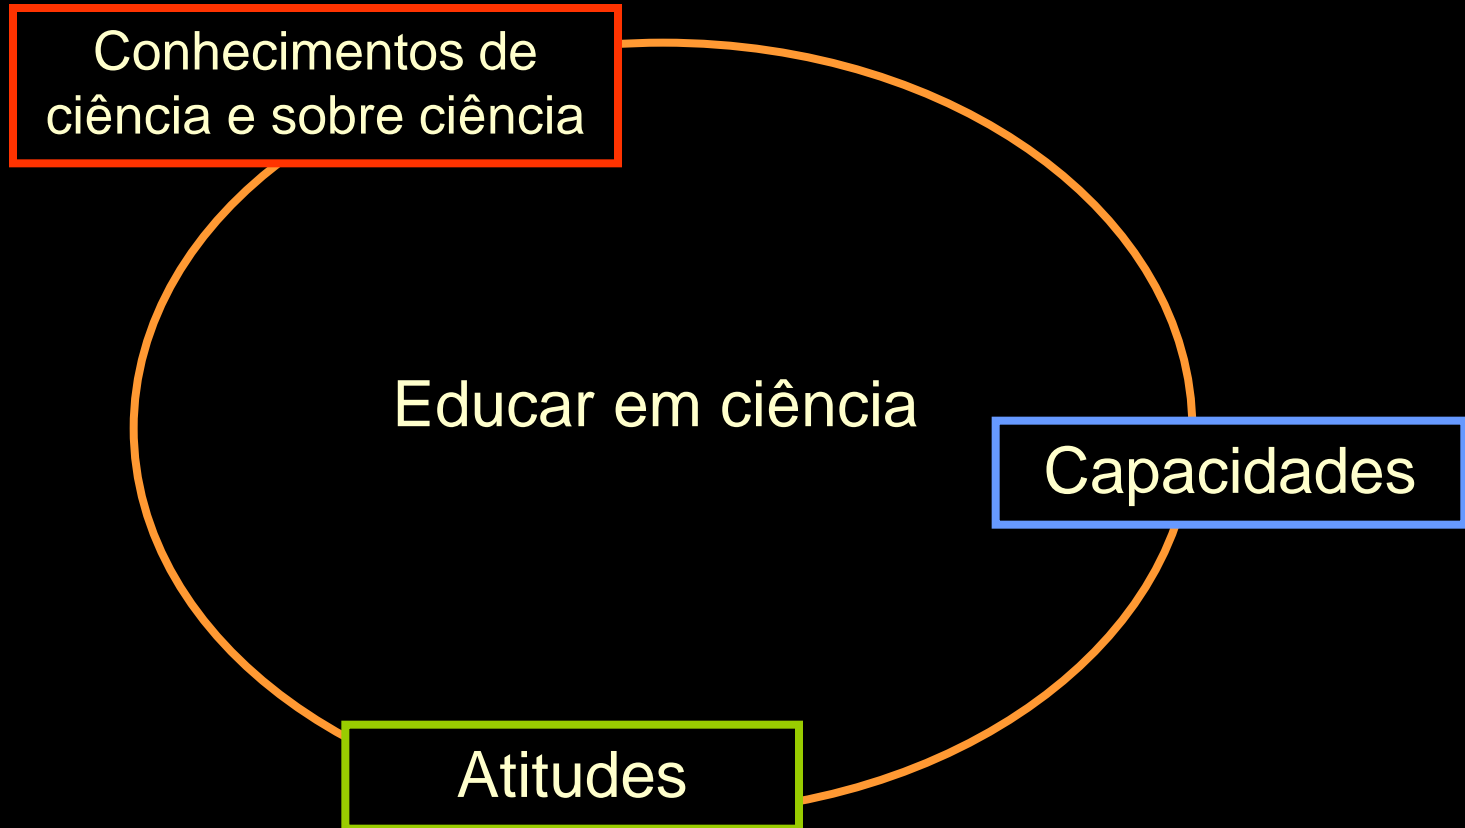 Conhecimentos de
ciência e sobre ciência
Educar em ciência
Capacidades
Atitudes